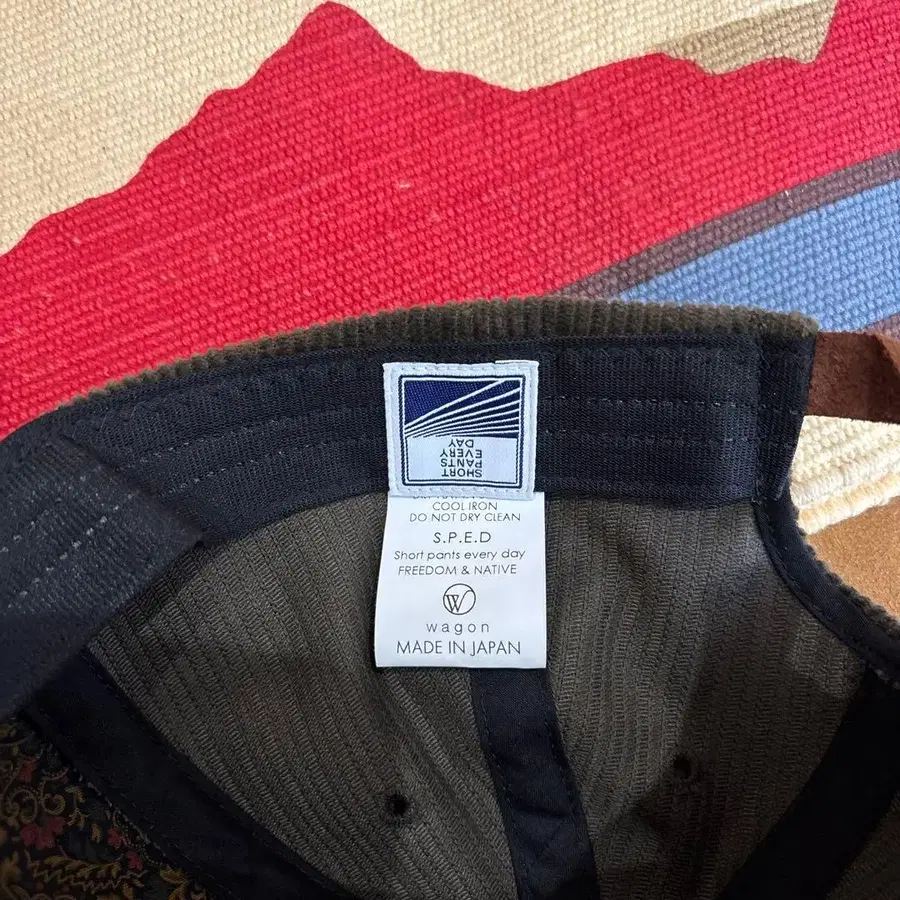 SHORT
PANTS
EVERY
DAY
COOL IRON
DO NOT DRY CLEAN
S.P.E.D
Short pants every day
FREEDOM & NATIVE
W
wagon
MADE IN JAPAN